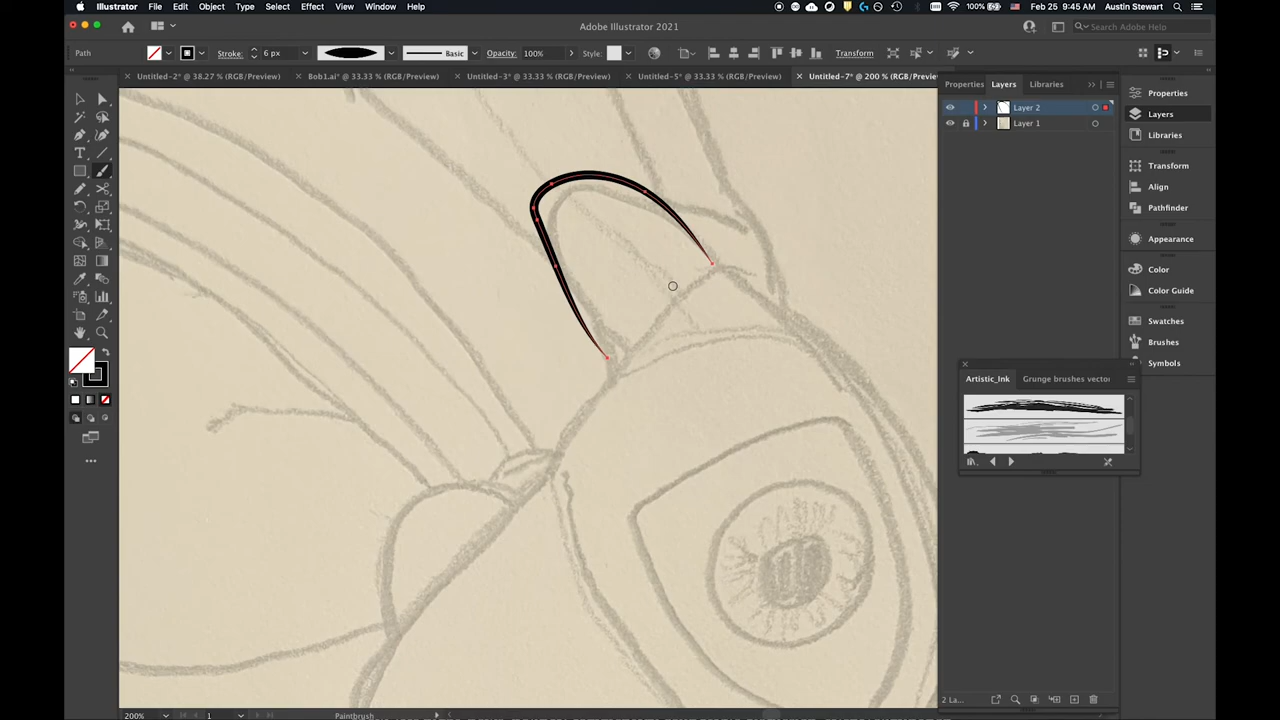 Illustrator File Edit Object Type Select Effect View Window Help 100% Feb 25 9:45 AM Austin Stewart
Adobe Illustrator 2021 Search Adobe Help
Path Stroke: 6 px Basic Opacity: 100% Style: Transform
Untitled-2* @ 38.27 % (RGB/Preview) Bob1.ai* @ 33.33 % (RGB/Preview) Untitled-3* @ 33.33 % (RGB/Preview) Untitled-5* @ 33.33 % (RGB/Preview) Untitled-7* @ 200 % (RGB/Preview
Properties Layers Libraries
Layer 2
Layer 1
Properties
Layers
Libraries
Transform
Align
Pathfinder
Appearance
Color
Color Guide
Swatches
Brushes
Symbols
Artistic_Ink Grunge brushes vector
2 La...
200% 1 Paintbrush